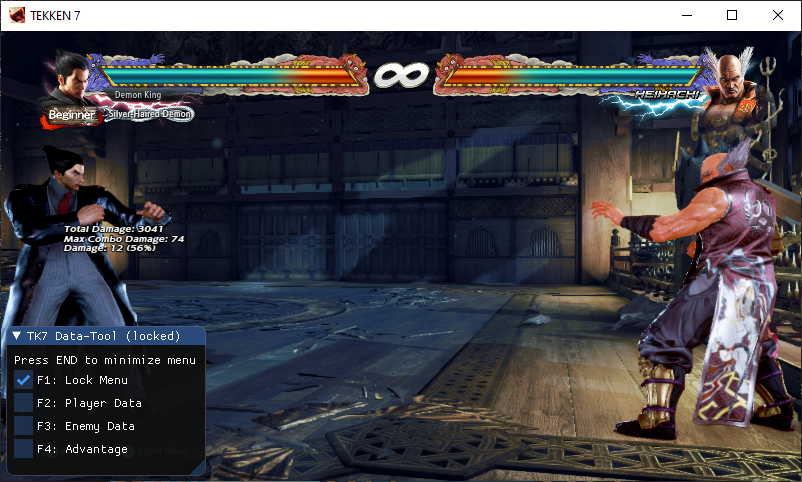 TEKKEN 7
Demon King
HEIHACHI
Beginner
Silver-Haired Demon
Total Damage: 3041
Max Combo Damage: 74
Damage: 12 (56%)
TK7 Data-Tool (locked)
Press END to minimize menu
F1: Lock Menu
F2: Player Data
F3: Enemy Data
F4: Advantage